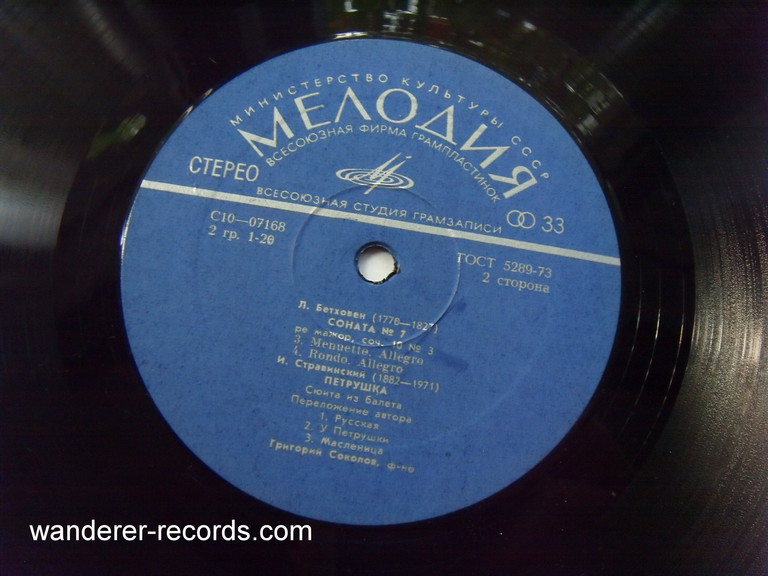 МИНИСТЕРСТВО КУЛЬТУРЫ СССР
МЕЛОДИЯ
ВСЕСОЮЗНАЯ ФИРМА ГРАМПЛАСТИНОК
СТЕРЕО
ВСЕСОЮЗНАЯ СТУДИЯ ГРАМЗАПИСИ
33
С10—07168
2 гр. 1-20
ГОСТ 5289-73
2 сторона
Л. Бетховен (1770—1827)
СОНАТА № 7
ре мажор, соч. 10 № 3
3. Menuetto. Allegro
4. Rondo. Allegro
И. Стравинский (1882—1971)
ПЕТРУШКА
Сюита из балета
Переложение автора
1. Русская
2. У Петрушки
3. Масленица
Григорий Соколов, ф-но
wanderer-records.com